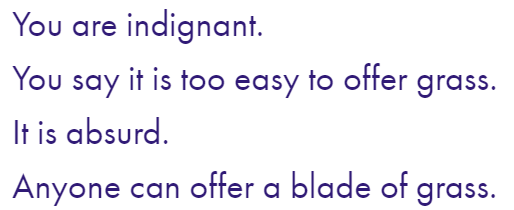 You are indignant.
You say it is too easy to offer grass.
It is absurd.
Anyone can offer a blade of grass.